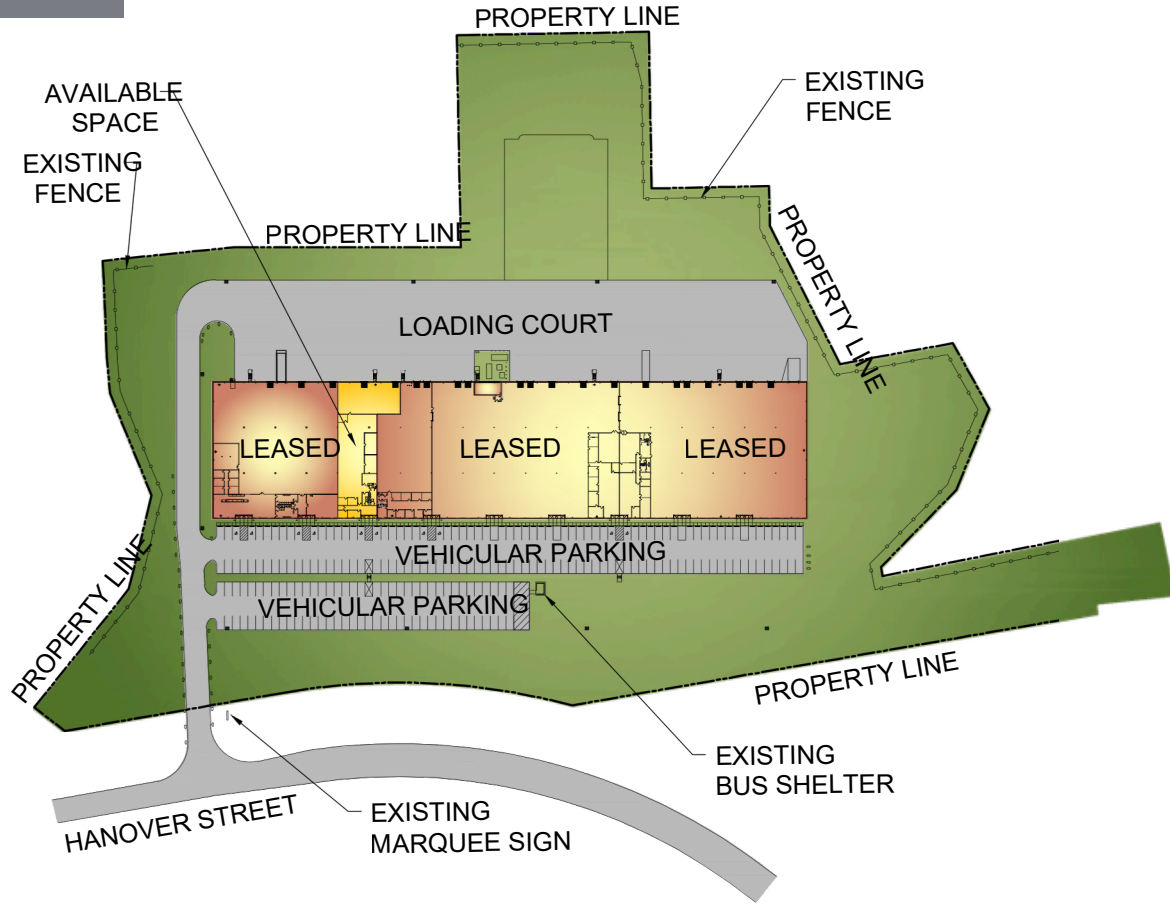 PROPERTY LINE
AVAILABLE
SPACE
EXISTING
FENCE
EXISTING
FENCE
PROPERTY LINE
PROPERTY LINE
LOADING COURT
LEASED
LEASED
LEASED
VEHICULAR PARKING
VEHICULAR PARKING
PROPERTY LINE
PROPERTY LINE
EXISTING
BUS SHELTER
HANOVER STREET
EXISTING
MARQUEE SIGN